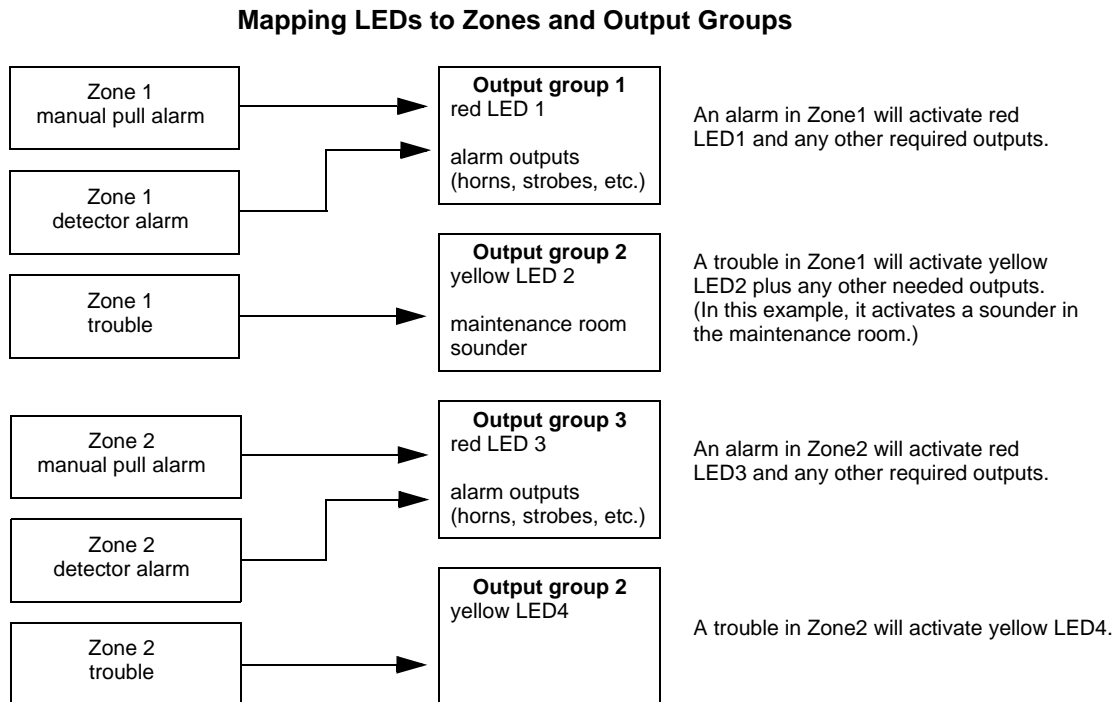 Mapping LEDs to Zones and Output Groups
Zone 1
manual pull alarm
Output group 1
red LED 1
alarm outputs
(horns, strobes, etc.)
An alarm in Zone1 will activate red
LED1 and any other required outputs.
Zone 1
detector alarm
Zone 1
trouble
Output group 2
yellow LED 2
maintenance room
sounder
A trouble in Zone1 will activate yellow
LED2 plus any other needed outputs.
(In this example, it activates a sounder in
the maintenance room.)
Zone 2
manual pull alarm
Output group 3
red LED 3
alarm outputs
(horns, strobes, etc.)
An alarm in Zone2 will activate red
LED3 and any other required outputs.
Zone 2
detector alarm
Zone 2
trouble
Output group 2
yellow LED4
A trouble in Zone2 will activate yellow LED4.